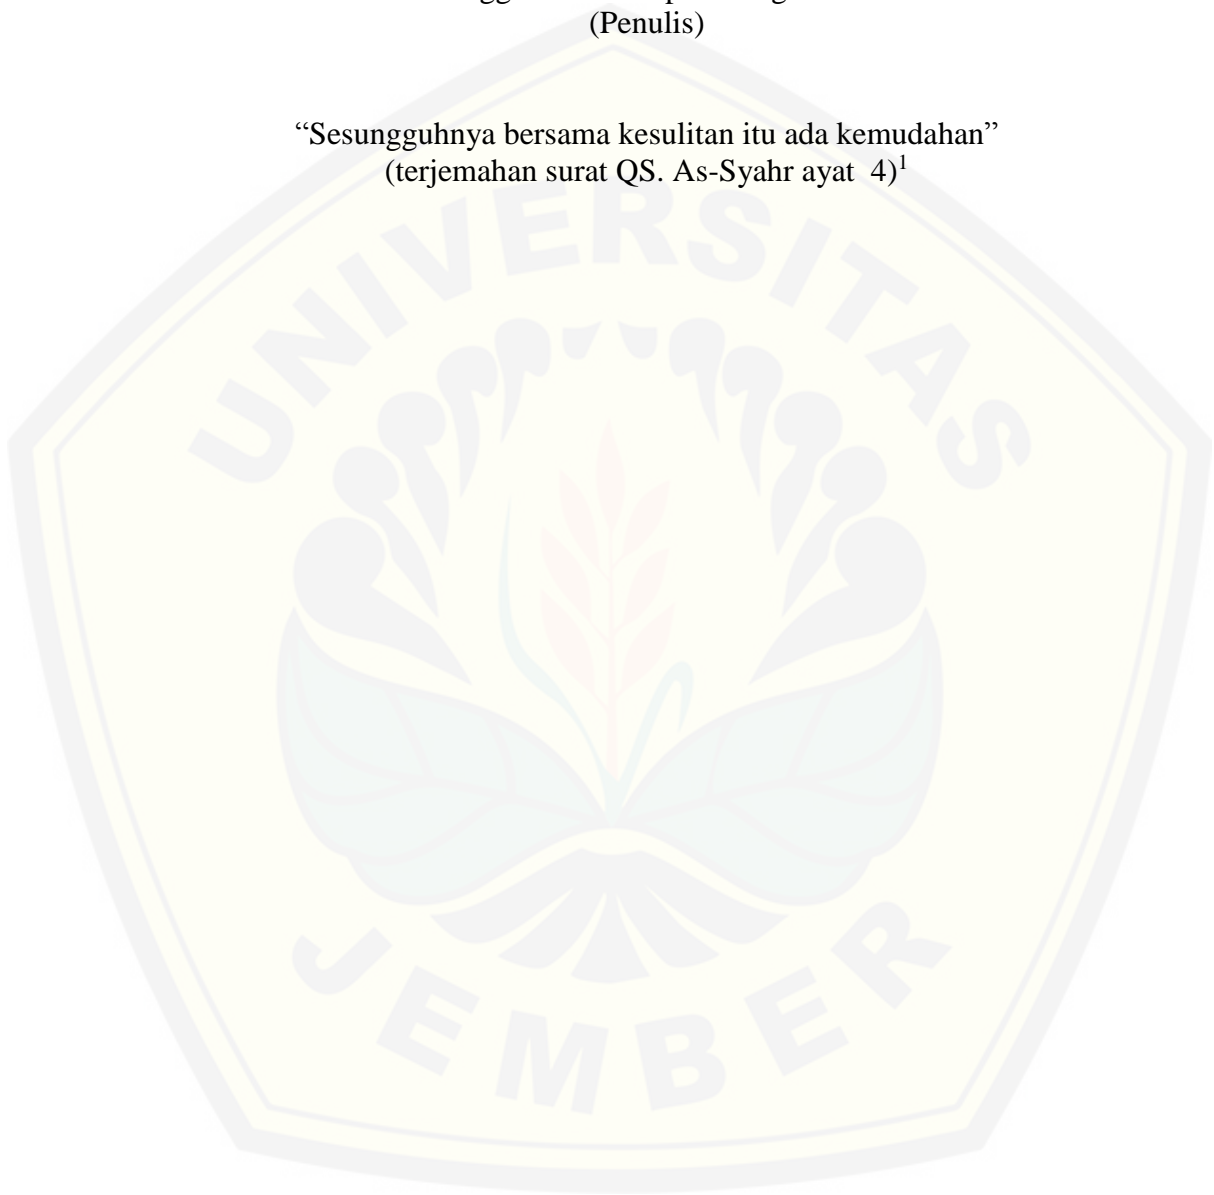 (Penulis)
“Sesungguhnya bersama kesulitan itu ada kemudahan”
(terjemahan surat QS. As-Syahr ayat  4)¹
UNIVERSITAS
JEMBER